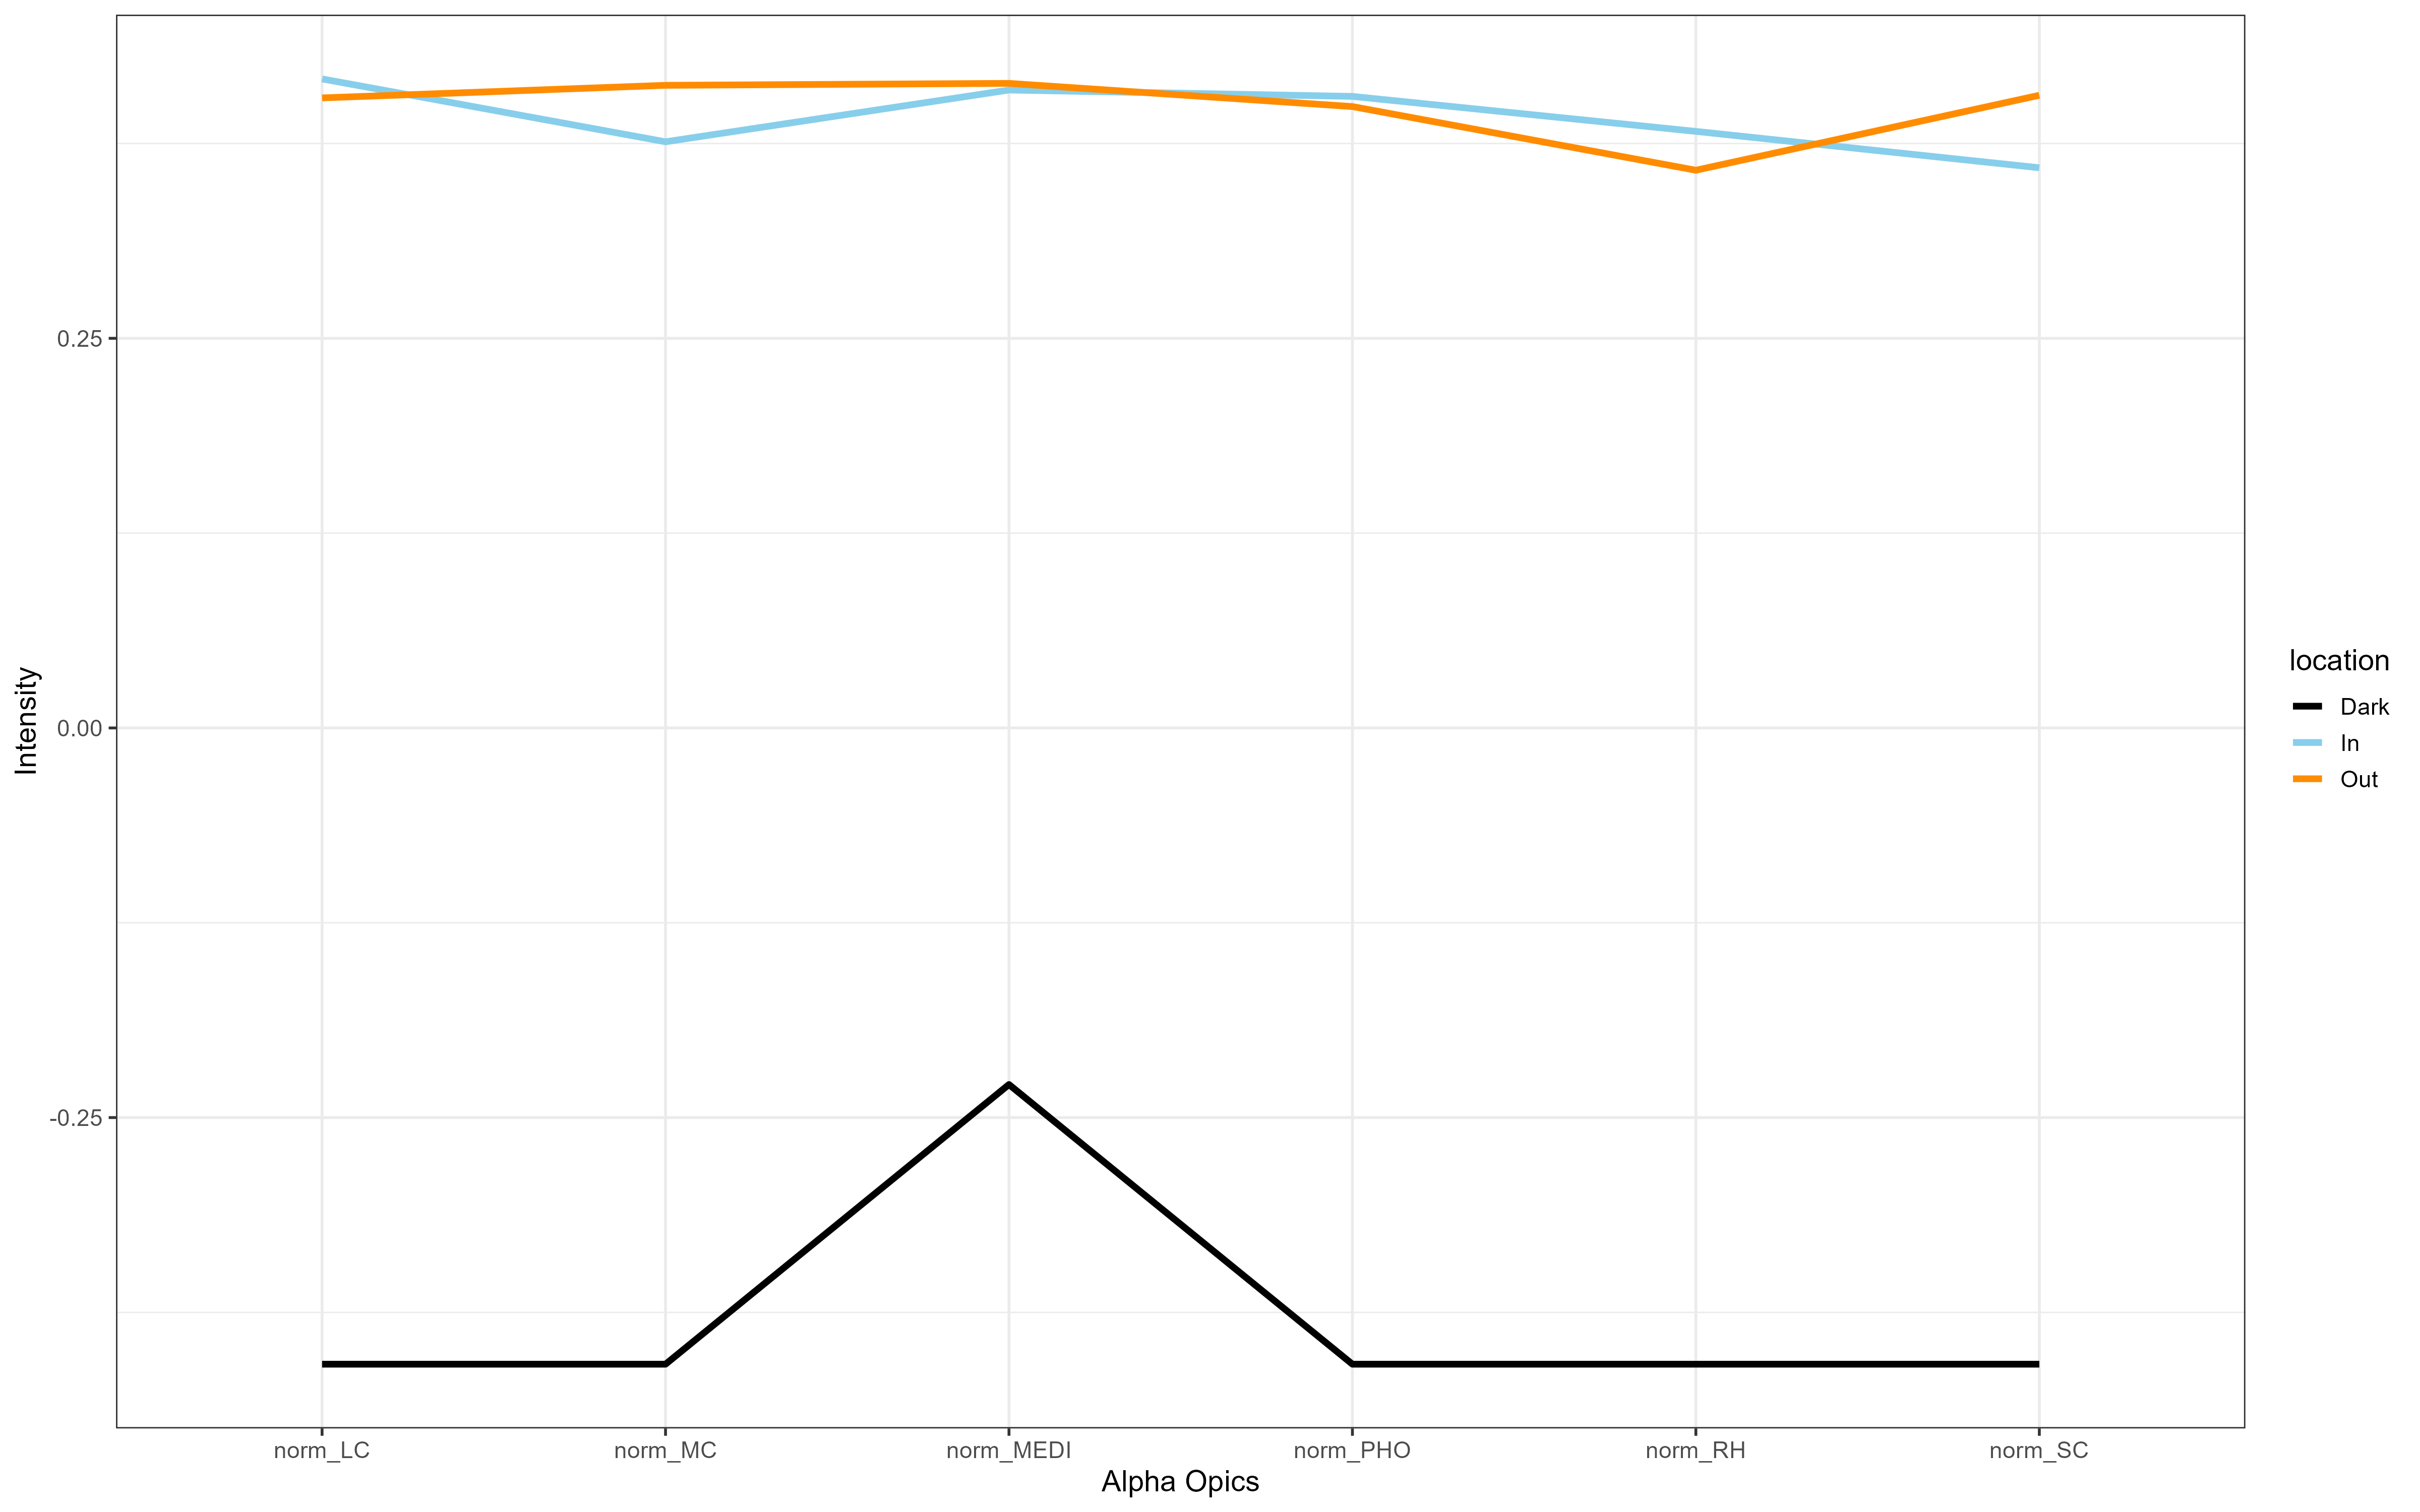 Intensity
0.25
0.00
-0.25
norm_LC norm_MC norm_MEDI norm_PHO norm_RH norm_SC
Alpha Opics
location
Dark
In
Out